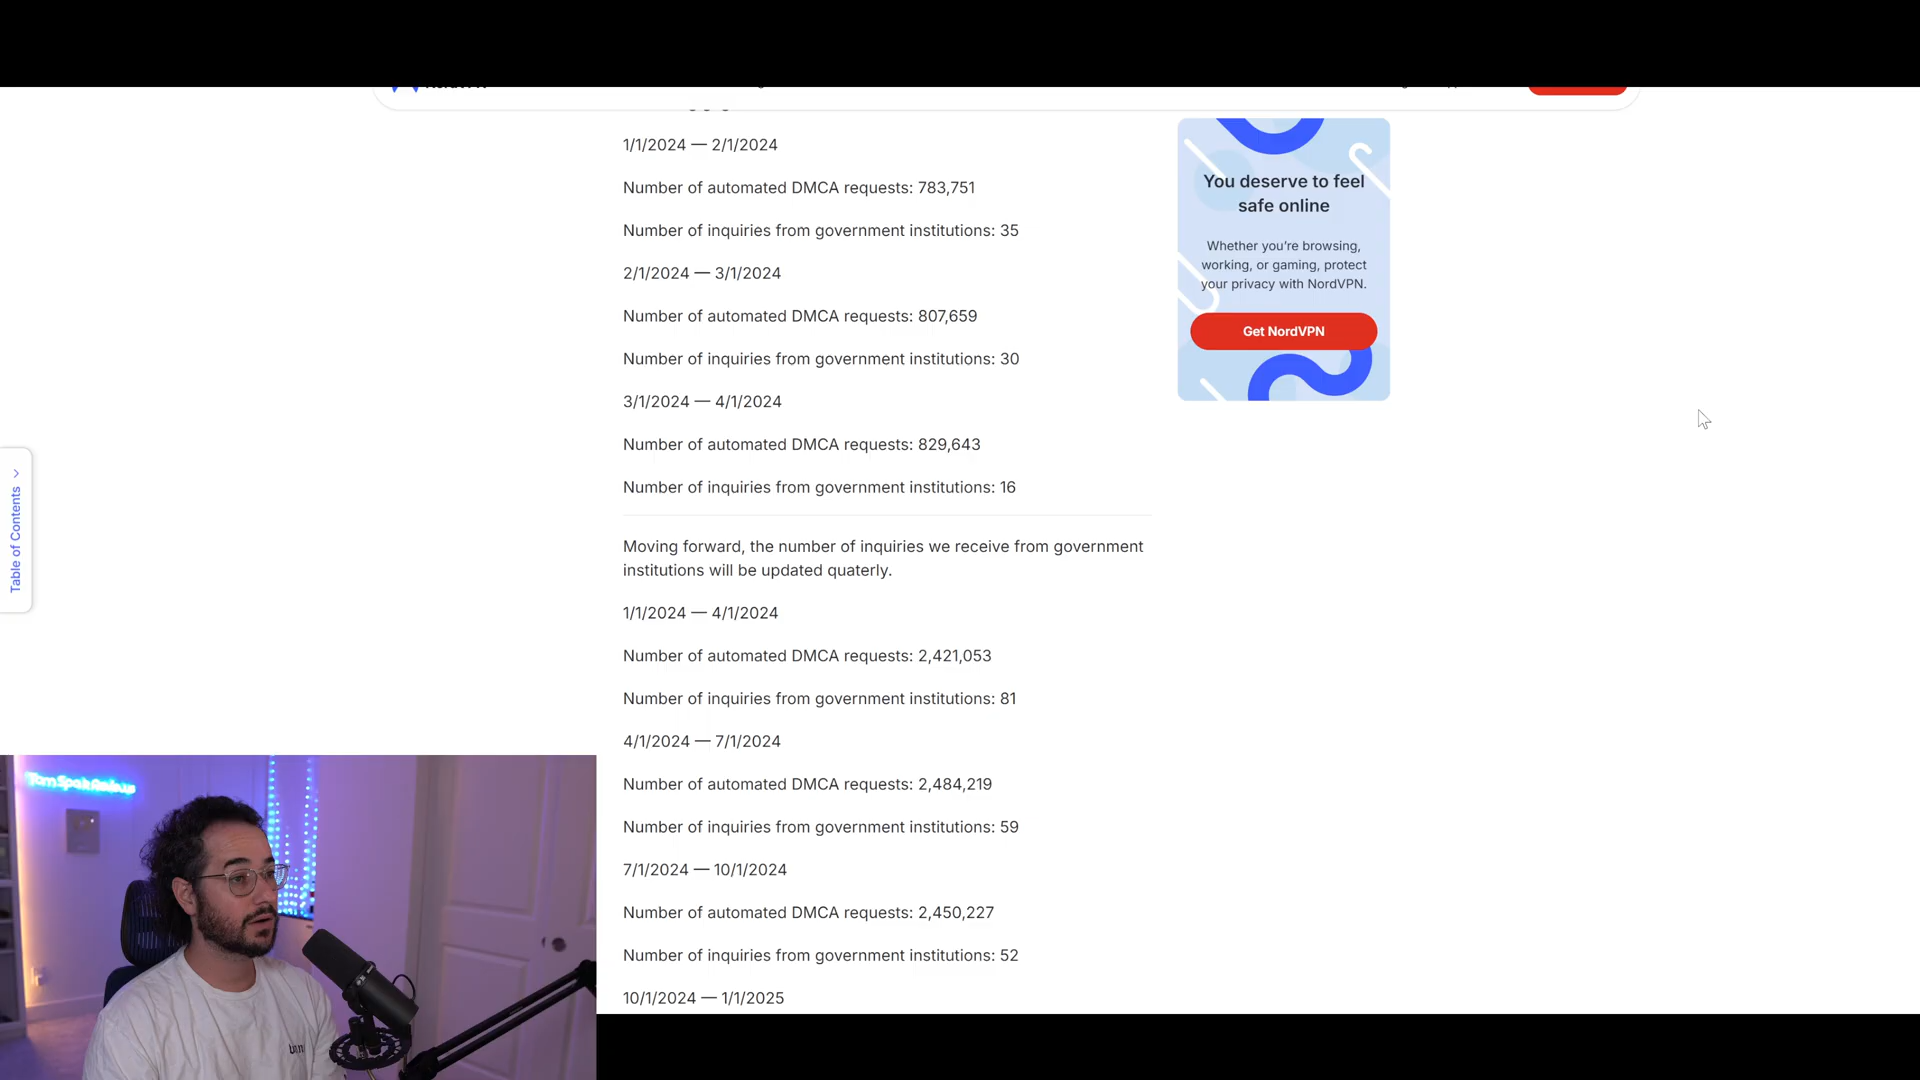 1/1/2024 — 2/1/2024
Number of automated DMCA requests: 783,751
Number of inquiries from government institutions: 35
2/1/2024 — 3/1/2024
Number of automated DMCA requests: 807,659
Number of inquiries from government institutions: 30
3/1/2024 — 4/1/2024
Number of automated DMCA requests: 829,643
Number of inquiries from government institutions: 16
Moving forward, the number of inquiries we receive from government
institutions will be updated quaterly.
1/1/2024 — 4/1/2024
Number of automated DMCA requests: 2,421,053
Number of inquiries from government institutions: 81
4/1/2024 — 7/1/2024
Number of automated DMCA requests: 2,484,219
Number of inquiries from government institutions: 59
7/1/2024 — 10/1/2024
Number of automated DMCA requests: 2,450,227
Number of inquiries from government institutions: 52
10/1/2024 — 1/1/2025
You deserve to feel
safe online
Whether you’re browsing,
working, or gaming, protect
your privacy with NordVPN.
Get NordVPN
Table of Contents
Tom Spark Reviews